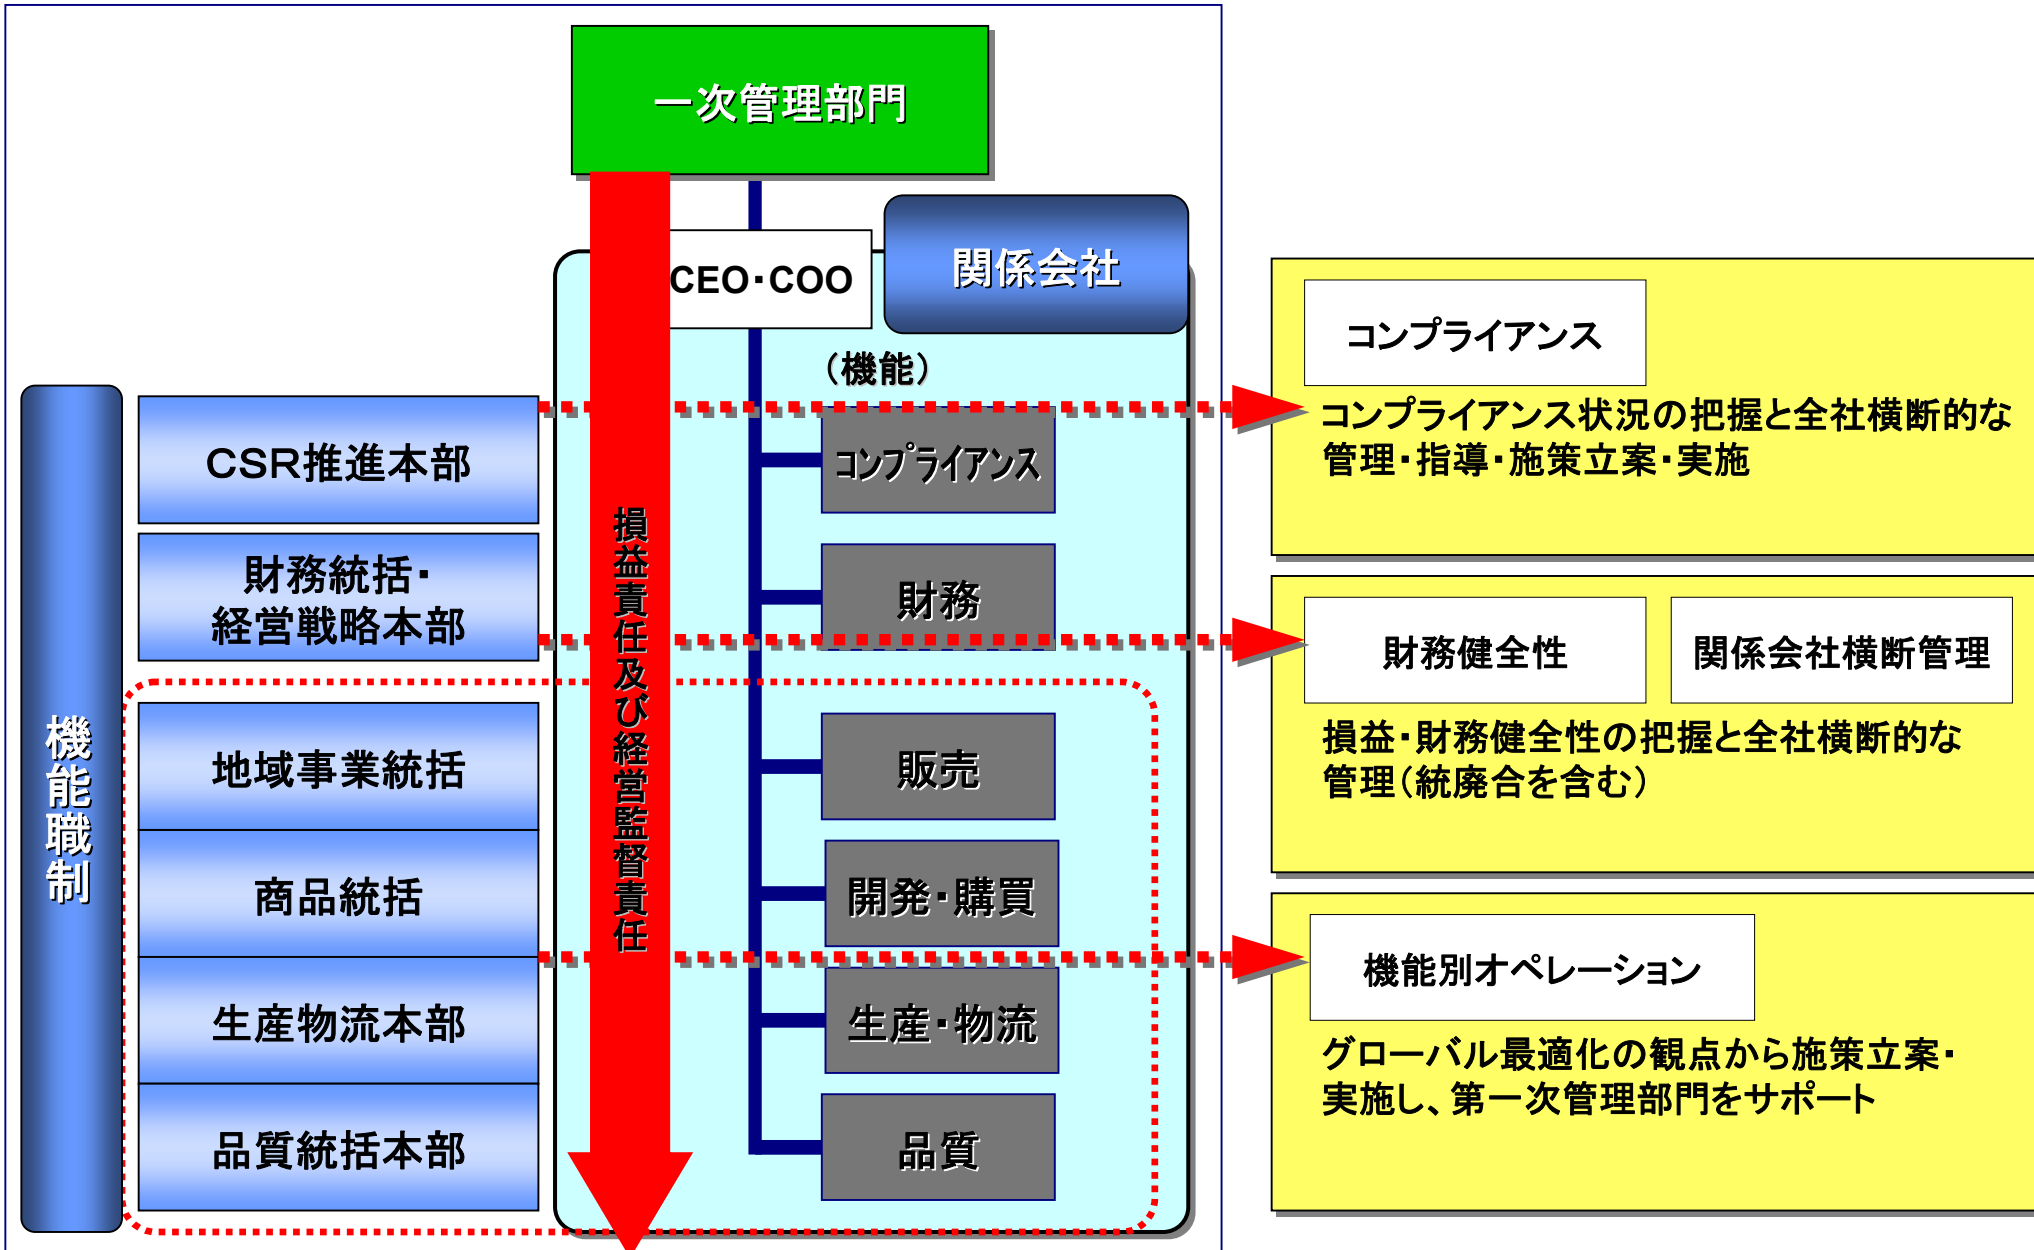 一次管理部門
CEO・COO
関係会社
（機能）
機能職制
CSR推進本部
財務統括・
経営戦略本部
地域事業統括
商品統括
生産物流本部
品質統括本部
損益責任及び経営監督責任
コンプライアンス
財務
販売
開発・購買
生産・物流
品質
コンプライアンス
コンプライアンス状況の把握と全社横断的な
管理・指導・施策立案・実施
財務健全性
関係会社横断管理
損益・財務健全性の把握と全社横断的な
管理（統廃合を含む）
機能別オペレーション
グローバル最適化の観点から施策立案・
実施し、第一次管理部門をサポート